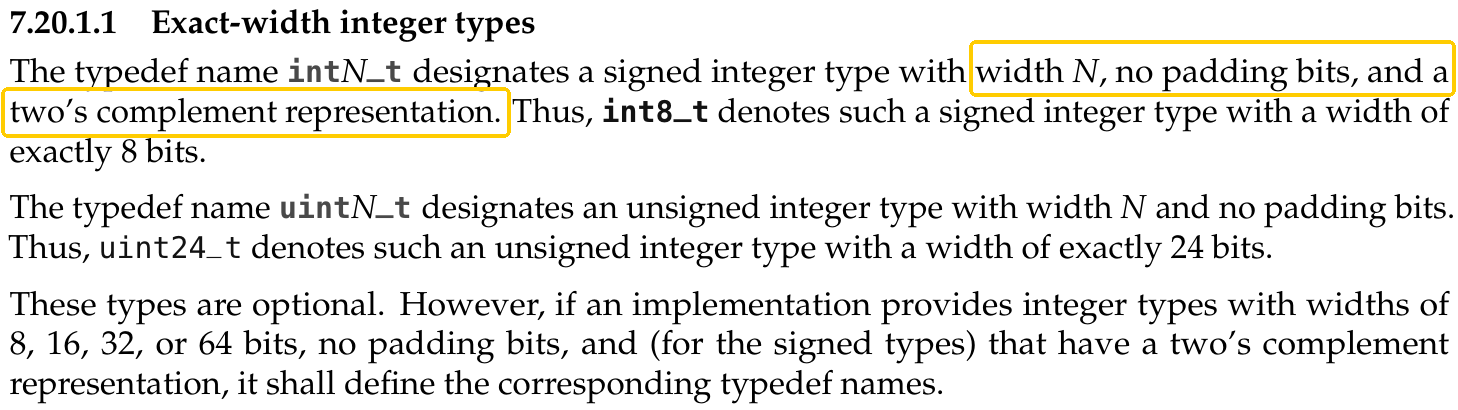 7.20.1.1 Exact-width integer types
The typedef name intN_t designates a signed integer type with width N, no padding bits, and a
two’s complement representation. Thus, int8_t denotes such a signed integer type with a width of
exactly 8 bits.
The typedef name uintN_t designates an unsigned integer type with width N and no padding bits.
Thus, uint24_t denotes such an unsigned integer type with a width of exactly 24 bits.
These types are optional. However, if an implementation provides integer types with widths of
8, 16, 32, or 64 bits, no padding bits, and (for the signed types) that have a two’s complement
representation, it shall define the corresponding typedef names.